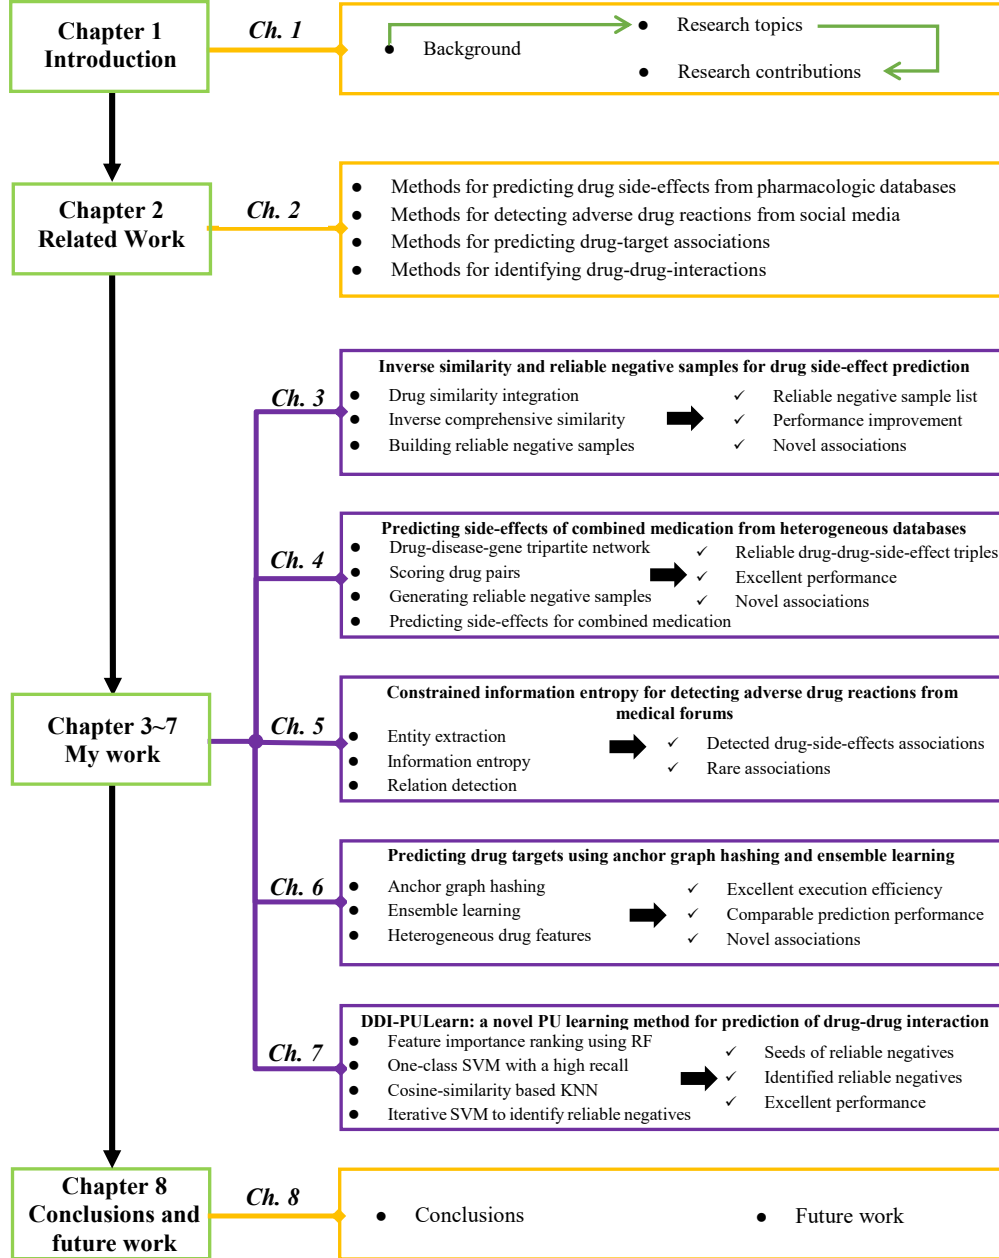 Chapter 1
Introduction
Ch. 1
● Background
● Research topics
● Research contributions
Chapter 2
Related Work
Ch. 2
● Methods for predicting drug side-effects from pharmacologic databases
● Methods for detecting adverse drug reactions from social media
● Methods for predicting drug-target associations
● Methods for identifying drug-drug-interactions
Chapter 3~7
My work
Ch. 3
Inverse similarity and reliable negative samples for drug side-effect prediction
● Drug similarity integration
● Inverse comprehensive similarity
● Building reliable negative samples
✓ Reliable negative sample list
✓ Performance improvement
✓ Novel associations
Ch. 4
Predicting side-effects of combined medication from heterogeneous databases
● Drug-disease-gene tripartite network
● Scoring drug pairs
● Generating reliable negative samples
● Predicting side-effects for combined medication
✓ Reliable drug-drug-side-effect triples
✓ Excellent performance
✓ Novel associations
Ch. 5
Constrained information entropy for detecting adverse drug reactions from
medical forums
● Entity extraction
● Information entropy
● Relation detection
✓ Detected drug-side-effects associations
✓ Rare associations
Ch. 6
Predicting drug targets using anchor graph hashing and ensemble learning
● Anchor graph hashing
● Ensemble learning
● Heterogeneous drug features
✓ Excellent execution efficiency
✓ Comparable prediction performance
✓ Novel associations
Ch. 7
DDI-PULearn: a novel PU learning method for prediction of drug-drug interaction
● Feature importance ranking using RF
● One-class SVM with a high recall
● Cosine-similarity based KNN
● Iterative SVM to identify reliable negatives
✓ Seeds of reliable negatives
✓ Identified reliable negatives
✓ Excellent performance
Chapter 8
Conclusions and
future work
Ch. 8
● Conclusions
● Future work